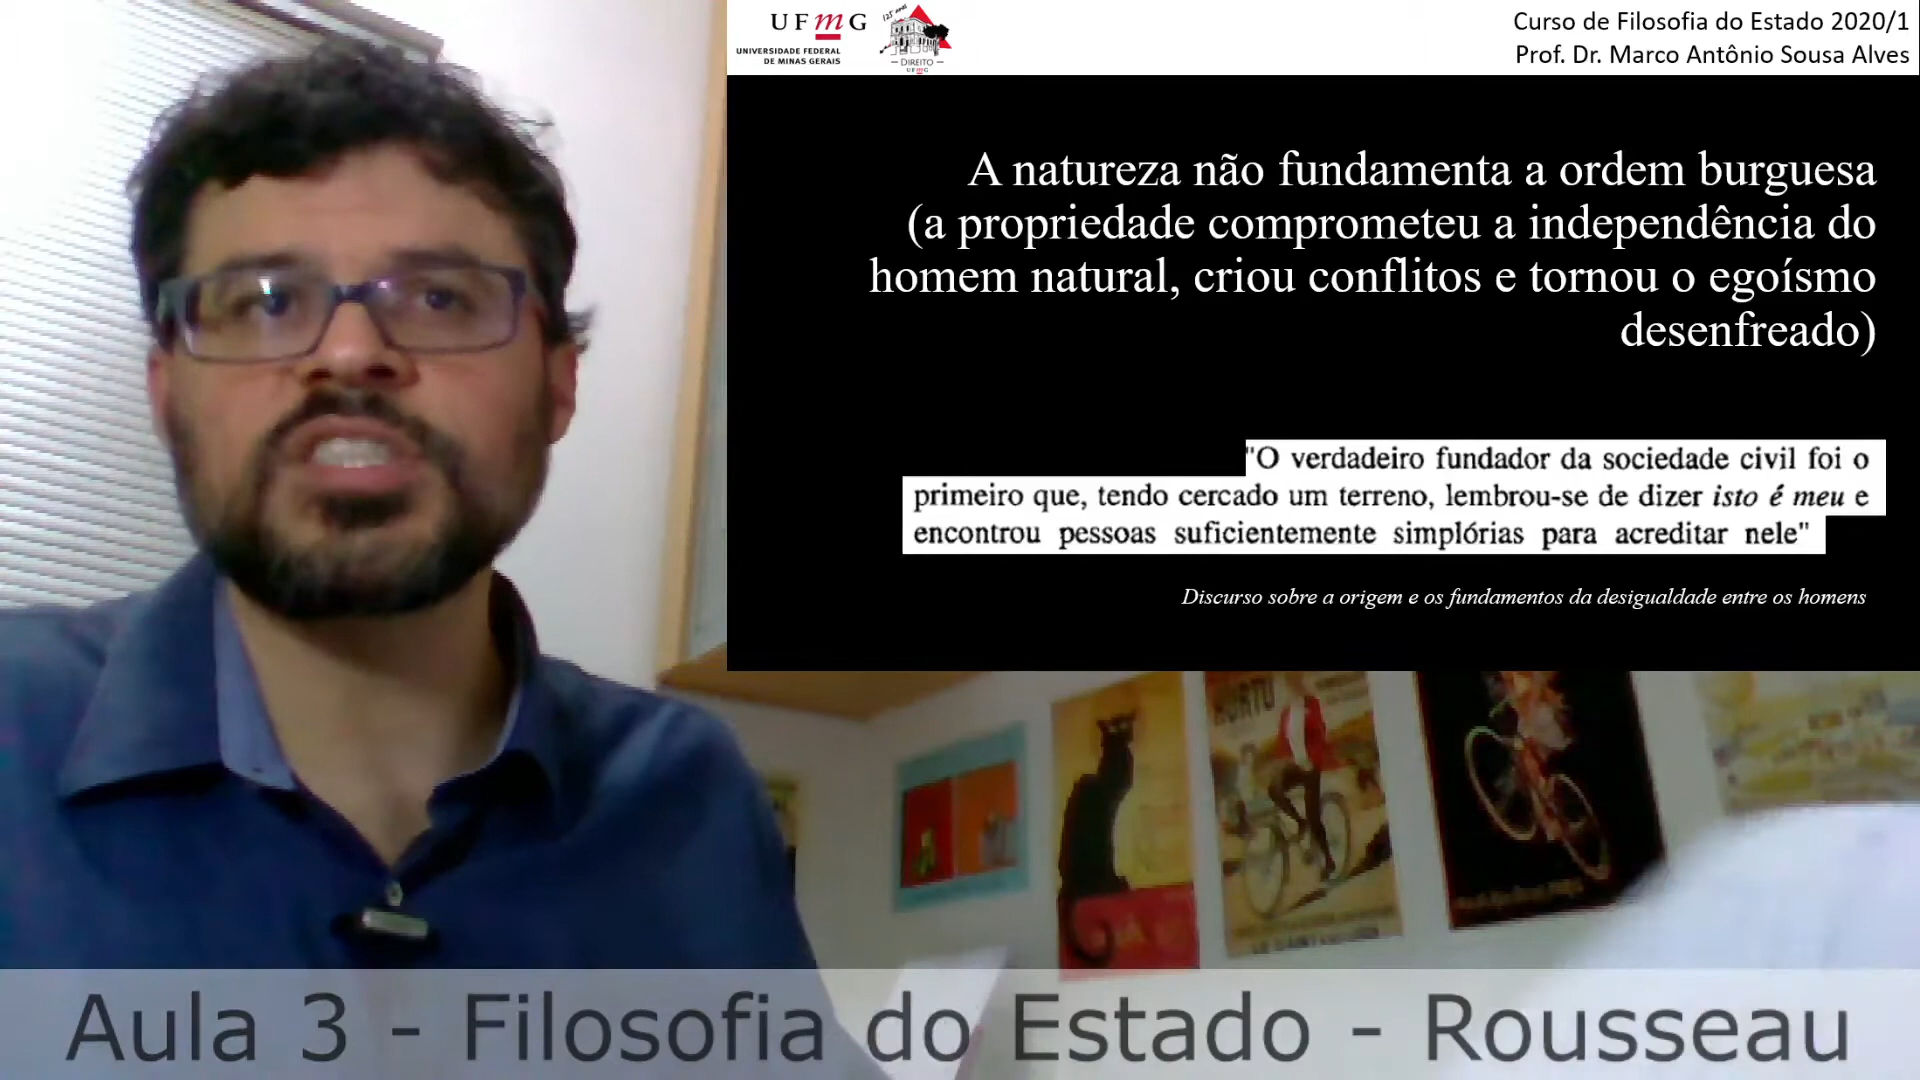 UFmG
UNIVERSIDADE FEDERAL
DE MINAS GERAIS
125 anos
DIREITO
UFmG
Curso de Filosofia do Estado 2020/1
Prof. Dr. Marco Antônio Sousa Alves
A natureza não fundamenta a ordem burguesa
(a propriedade comprometeu a independência do
homem natural, criou conflitos e tornou o egoísmo
desenfreado)
"O verdadeiro fundador da sociedade civil foi o
primeiro que, tendo cercado um terreno, lembrou-se de dizer isto é meu e
encontrou pessoas suficientemente simplórias para acreditar nele"
Discurso sobre a origem e os fundamentos da desigualdade entre os homens
Aula 3 - Filosofia do Estado - Rousseau